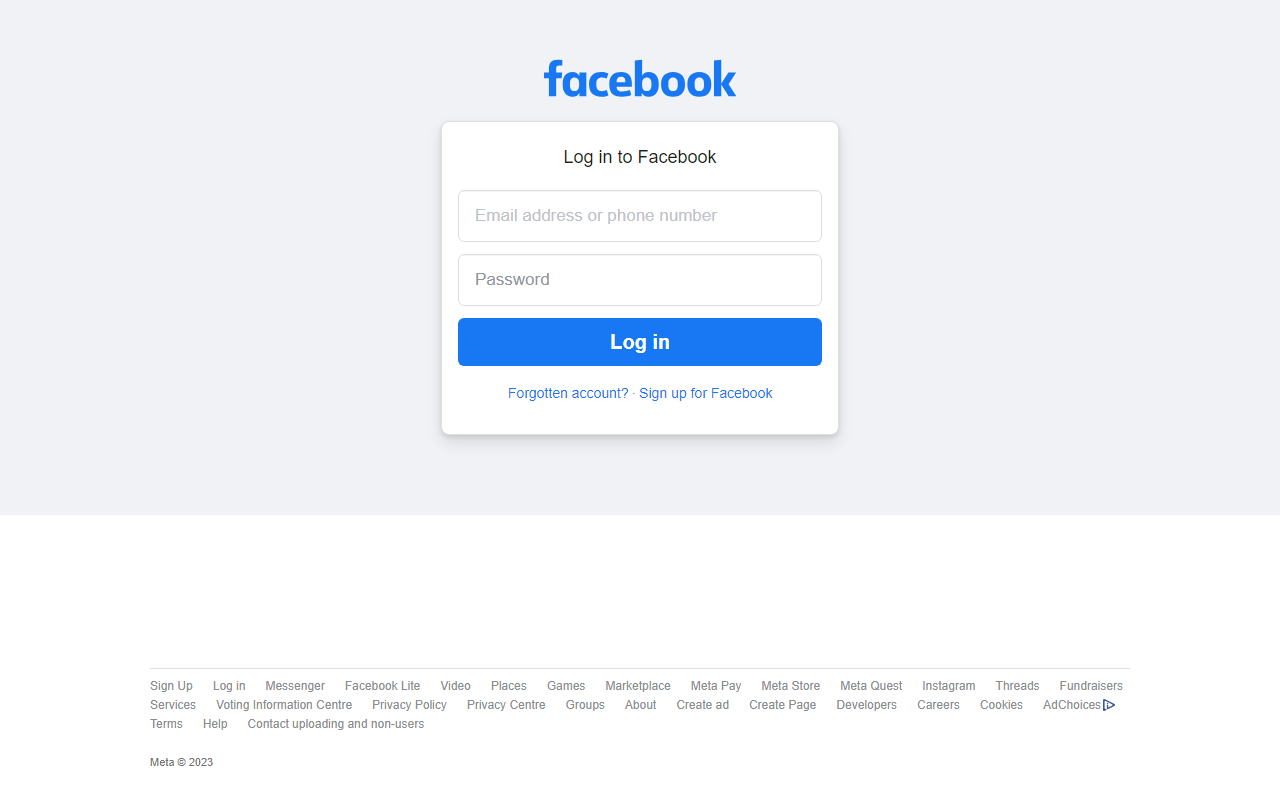 facebook
Log in to Facebook
Email address or phone number
Password
Log in
Forgotten account? · Sign up for Facebook
Sign Up Log in Messenger Facebook Lite Video Places Games Marketplace Meta Pay Meta Store Meta Quest Instagram Threads Fundraisers
Services Voting Information Centre Privacy Policy Privacy Centre Groups About Create ad Create Page Developers Careers Cookies AdChoices
Terms Help Contact uploading and non-users
Meta © 2023